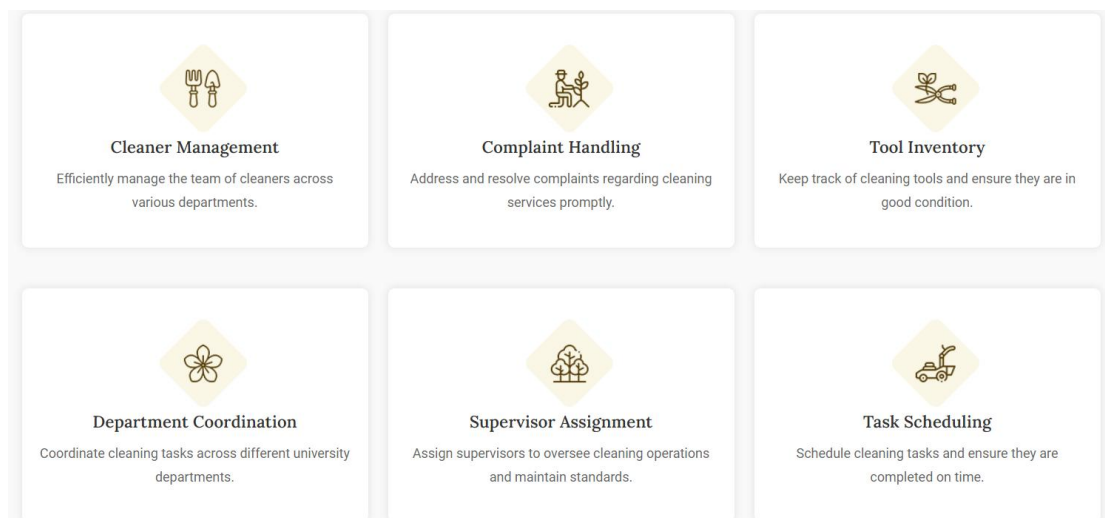 Cleaner Management
Efficiently manage the team of cleaners across
various departments.
Complaint Handling
Address and resolve complaints regarding cleaning
services promptly.
Tool Inventory
Keep track of cleaning tools and ensure they are in
good condition.
Department Coordination
Coordinate cleaning tasks across different university
departments.
Supervisor Assignment
Assign supervisors to oversee cleaning operations
and maintain standards.
Task Scheduling
Schedule cleaning tasks and ensure they are
completed on time.